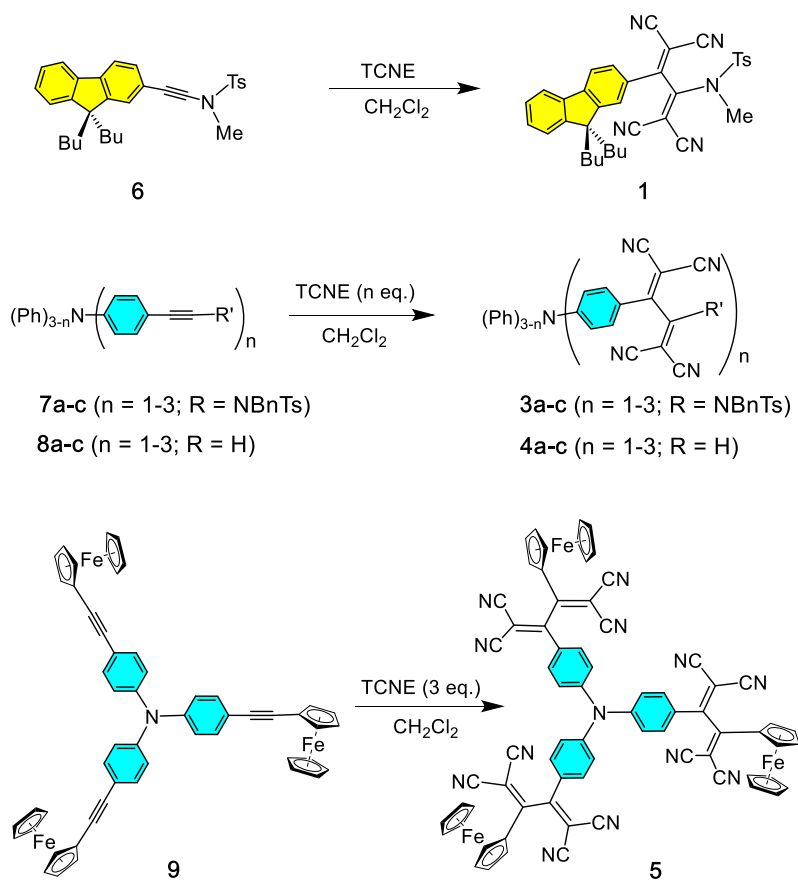 Ts
N
Me
Bu
Bu
6
TCNE
CH2Cl2
NC
CN
Ts
N
Me
NC
CN
Bu
Bu
1
(Ph)3-n N
R'
n
TCNE (n eq.)
CH2Cl2
NC
CN
(Ph)3-n N
R'
NC
CN
n
7a-c (n = 1-3; R = NBnTs)
8a-c (n = 1-3; R = H)
3a-c (n = 1-3; R = NBnTs)
4a-c (n = 1-3; R = H)
Fe
N
Fe
Fe
9
TCNE (3 eq.)
CH2Cl2
Fe
NC
CN
NC
CN
NC
CN
N
NC
CN
Fe
NC
CN
NC
CN
Fe
5